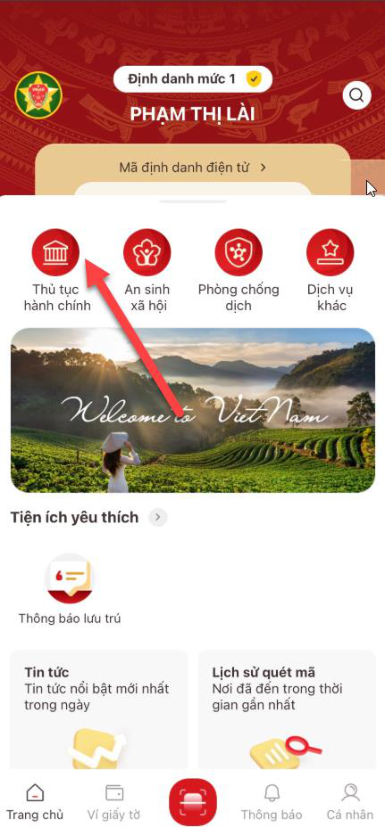 Định danh mức 1
PHẠM THỊ LÀI
Mã định danh điện tử >
Thủ tục
hành chính
An sinh
xã hội
Phòng chống
dịch
Dịch vụ
khác
Welcome to VietNam
Tiện ích yêu thích >
Thông báo lưu trú
Tin tức
Tin tức nổi bật mới nhất
trong ngày
Lịch sử quét mã
Nơi đã đến trong thời
gian gần nhất
Trang chủ
Ví giấy tờ
Thông báo
Cá nhân